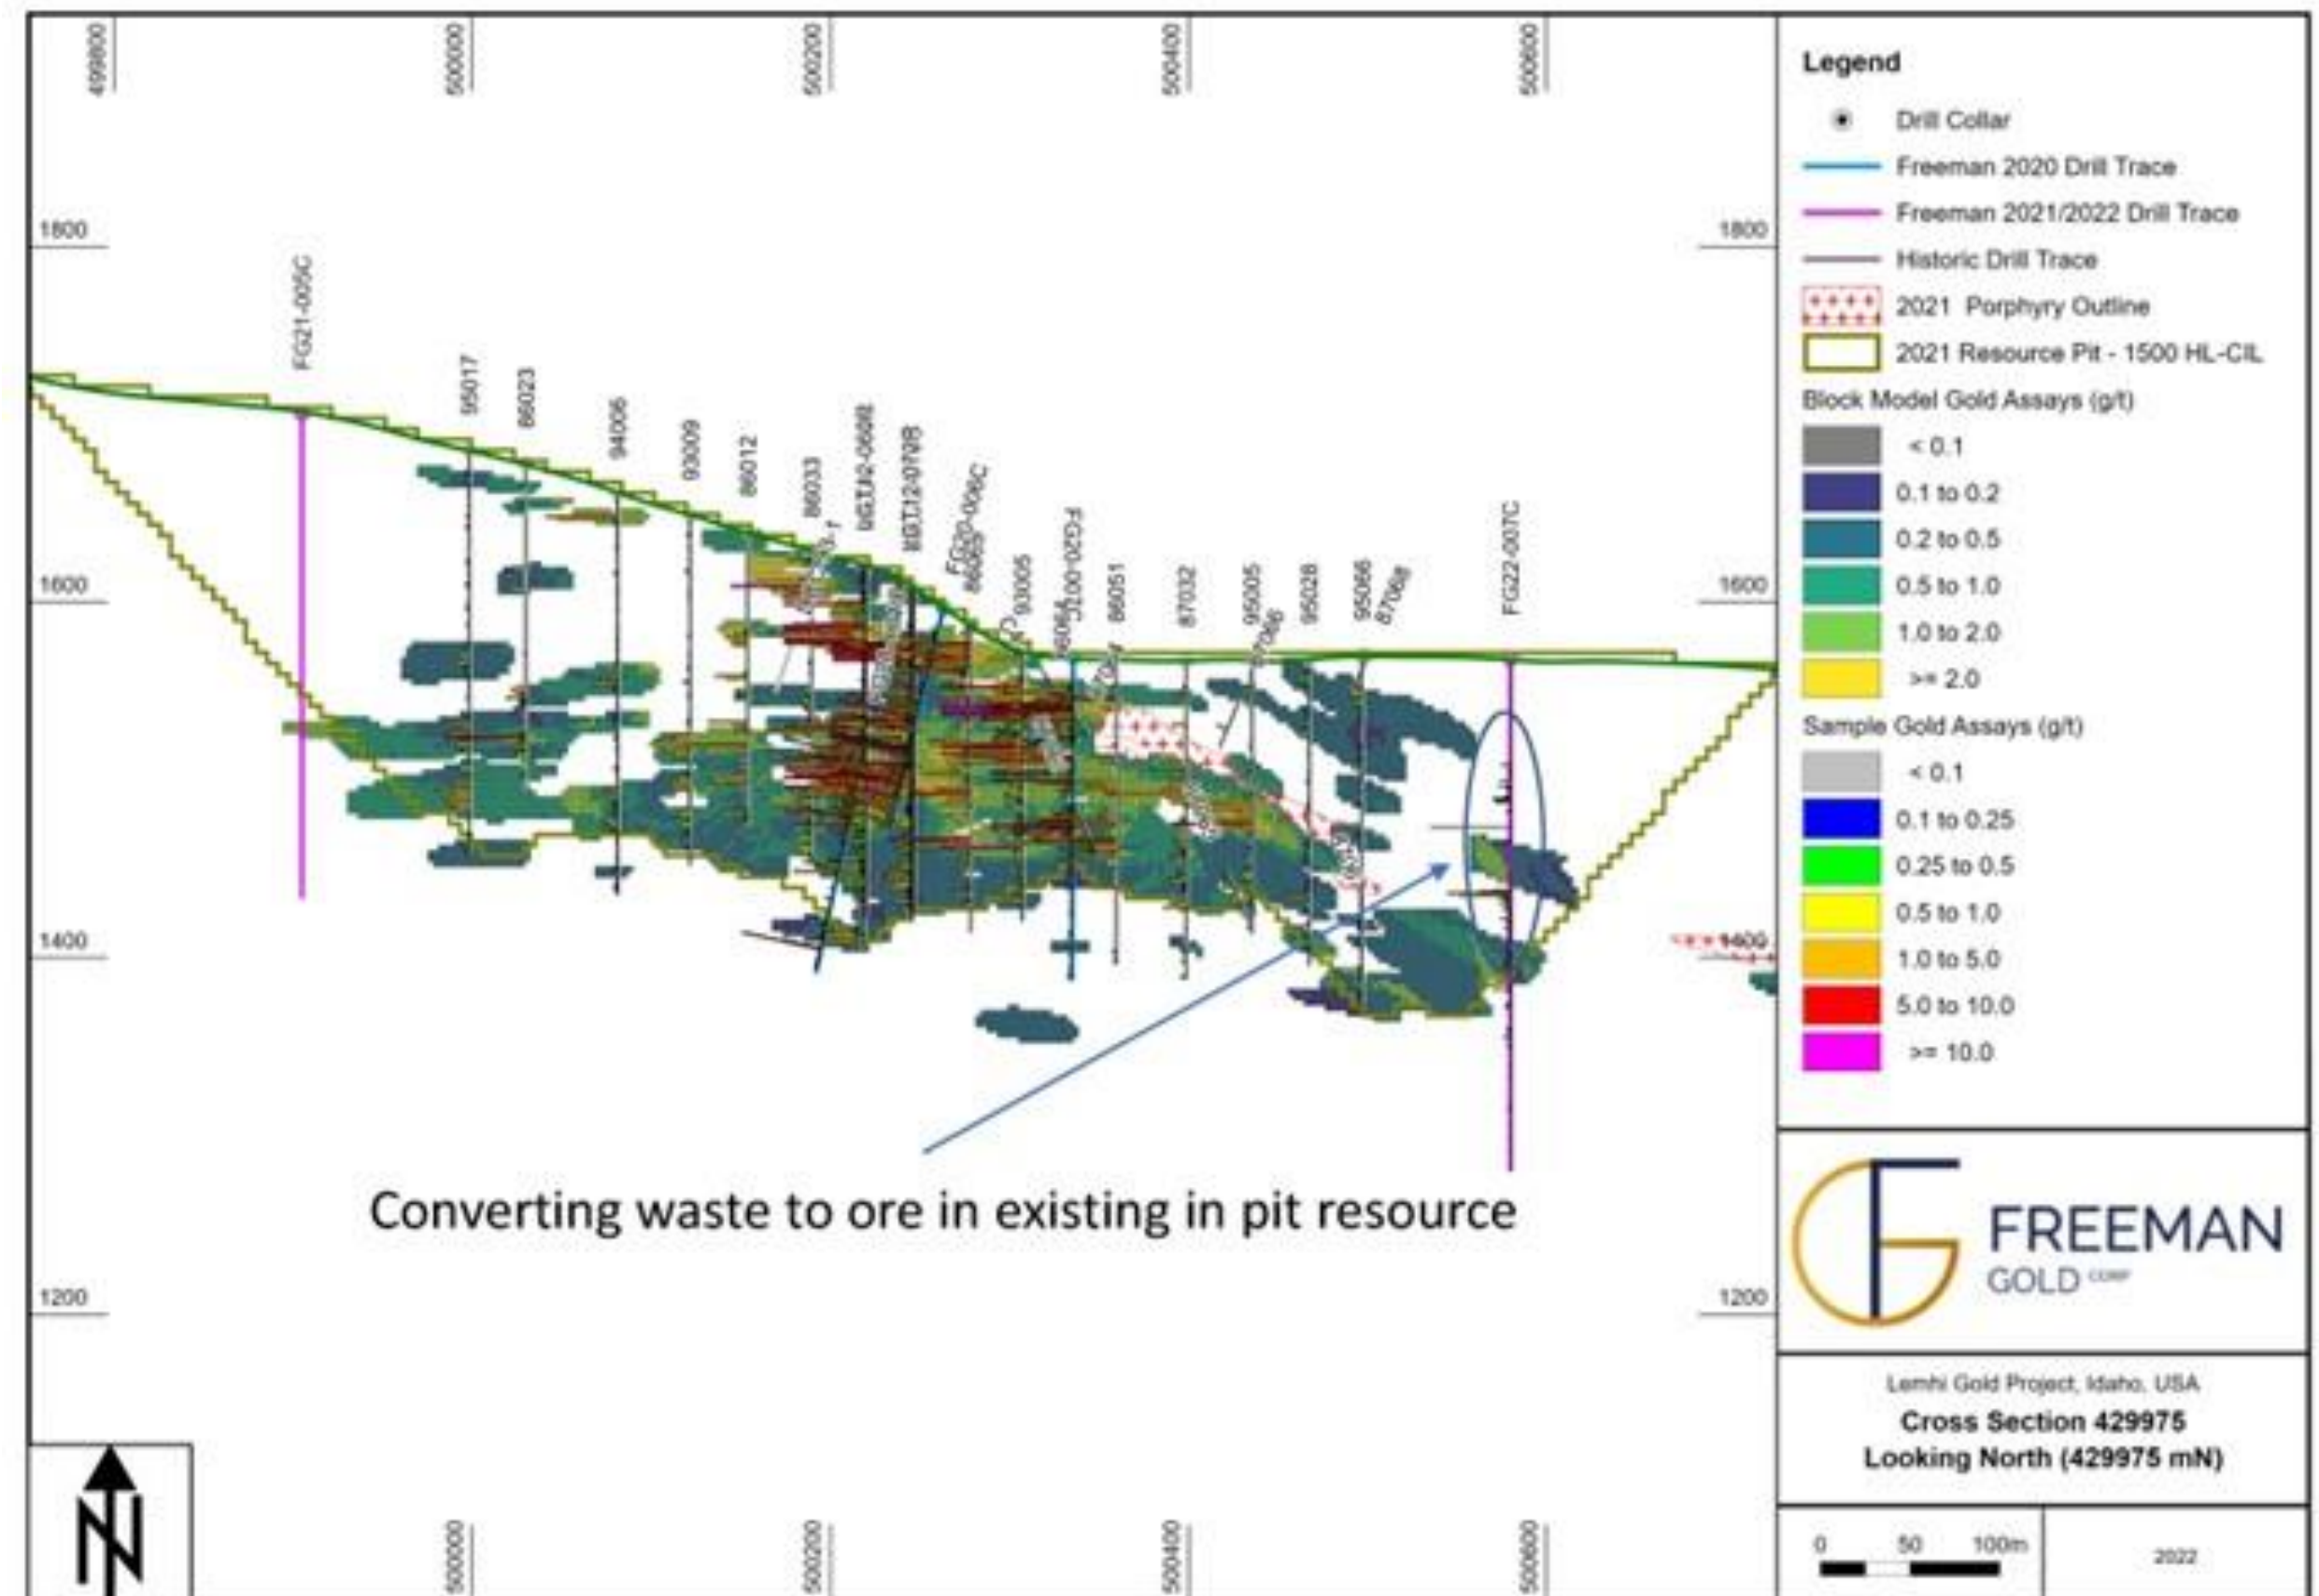 499800
500000
500200
500400
500600
1800
1800
FG21-005C
95017
86023
94006
93009
86012
86033
FG20-006C
86065
93005
FG20-001C
86051
87032
95005
95028
95066
87068
FG22-007C
1600
1600
1400
1400
Converting waste to ore in existing in pit resource
1200
1200
N
500000
500200
500400
500600
Legend
Drill Collar
Freeman 2020 Drill Trace
Freeman 2021/2022 Drill Trace
Historic Drill Trace
2021 Porphyry Outline
2021 Resource Pit - 1500 HL-CIL
Block Model Gold Assays (g/t)
< 0.1
0.1 to 0.2
0.2 to 0.5
0.5 to 1.0
1.0 to 2.0
>= 2.0
Sample Gold Assays (g/t)
< 0.1
0.1 to 0.25
0.25 to 0.5
0.5 to 1.0
1.0 to 5.0
5.0 to 10.0
>= 10.0
FREEMAN
GOLD CORP
Lemhi Gold Project, Idaho, USA
Cross Section 429975
Looking North (429975 mN)
0 50 100m
2022